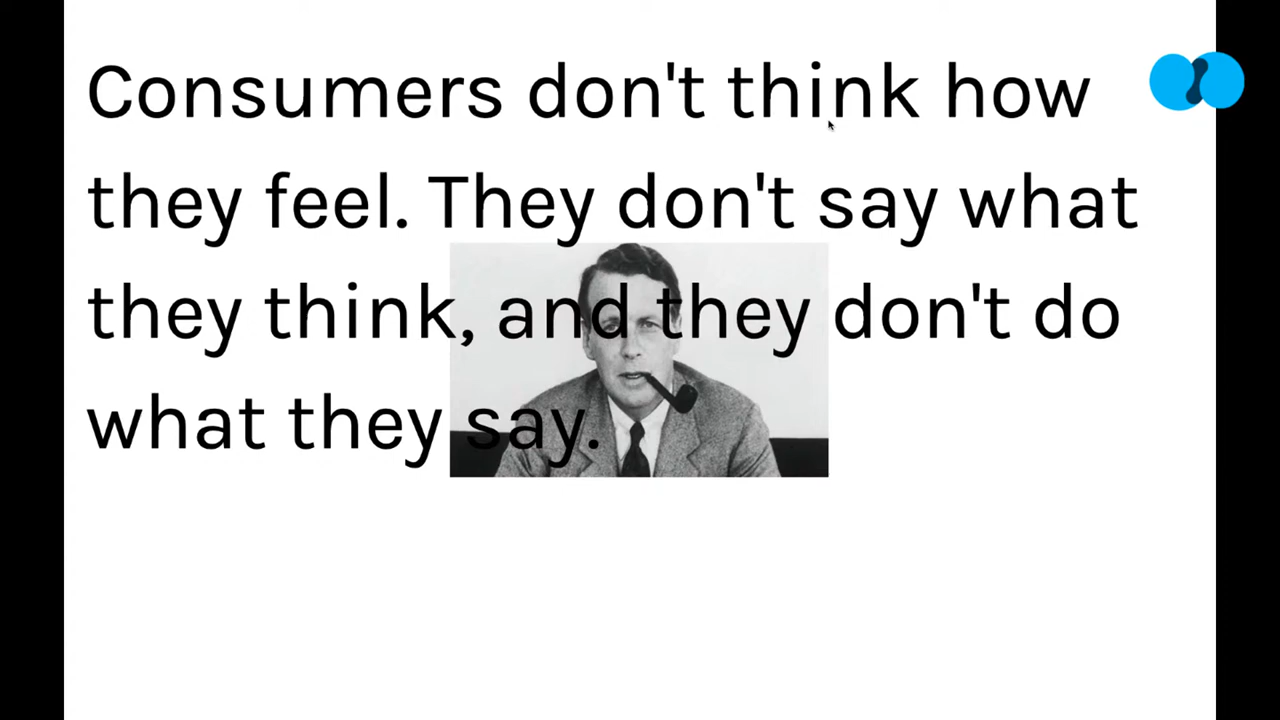 Consumers don't think how
they feel. They don't say what
they think, and they don't do
what they say.